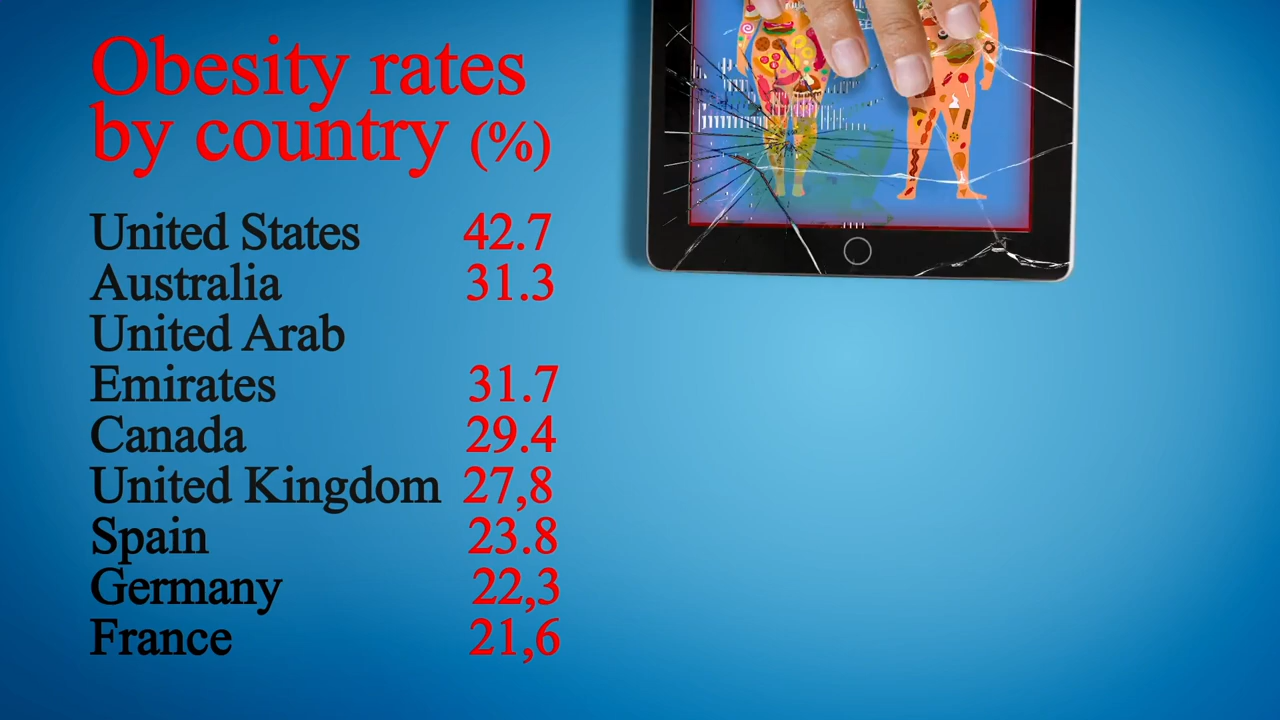 Obesity rates
by country (%)
United States 42.7
Australia 31.3
United Arab
Emirates 31.7
Canada 29.4
United Kingdom 27,8
Spain 23.8
Germany 22,3
France 21,6